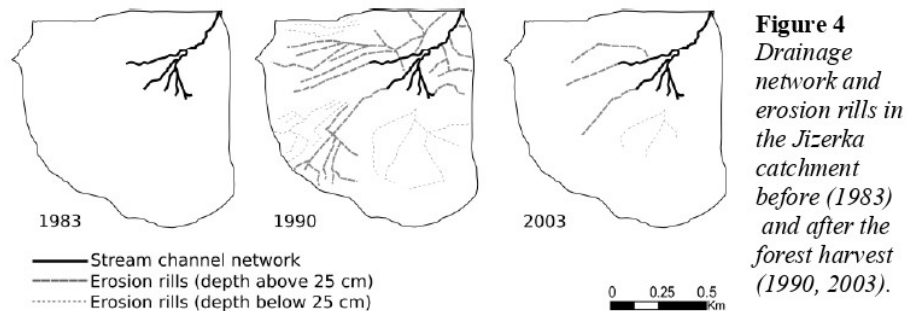 1983
1990
2003
Stream channel network
Erosion rills (depth above 25 cm)
Erosion rills (depth below 25 cm)
0 0.25 0.5
Km
Figure 4
Drainage
network and
erosion rills in
the Jizerka
catchment
before (1983)
and after the
forest harvest
(1990, 2003).